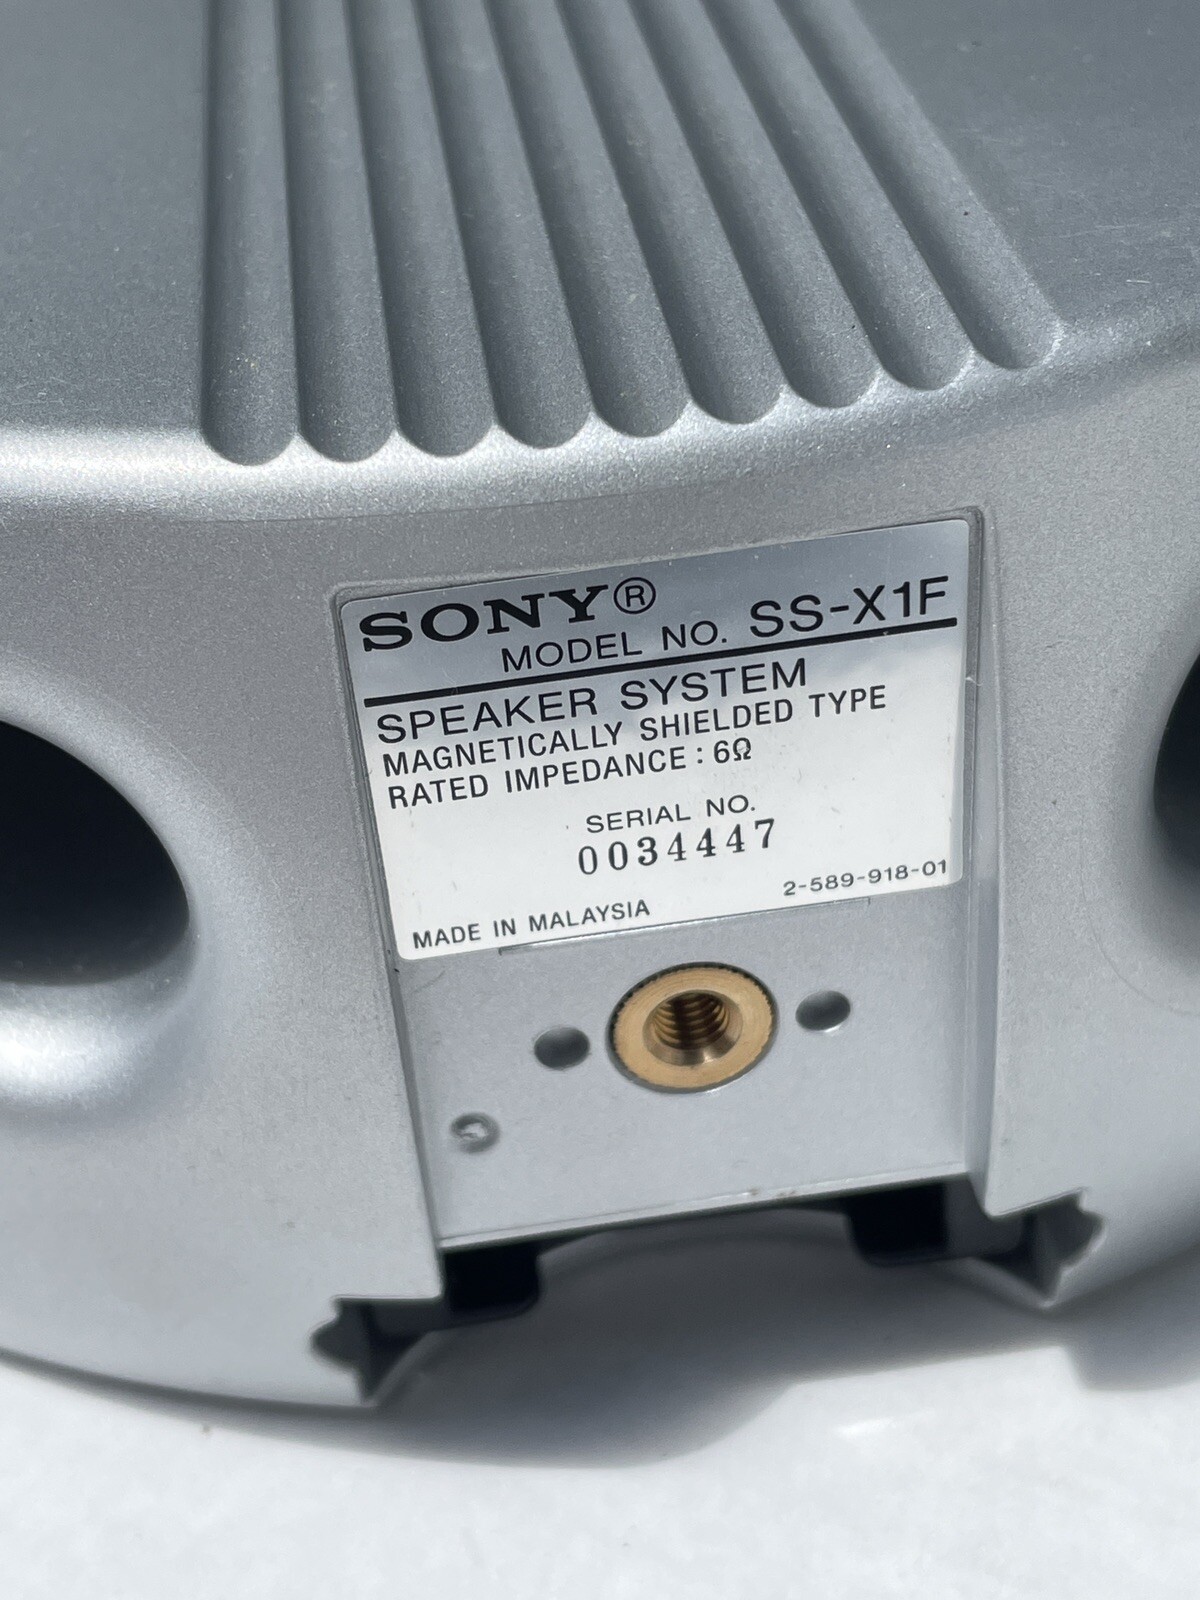 SONY®
MODEL NO. SS-X1F
SPEAKER SYSTEM
MAGNETICALLY SHIELDED TYPE
RATED IMPEDANCE : 6Ω
SERIAL NO.
0034447
2-589-918-01
MADE IN MALAYSIA